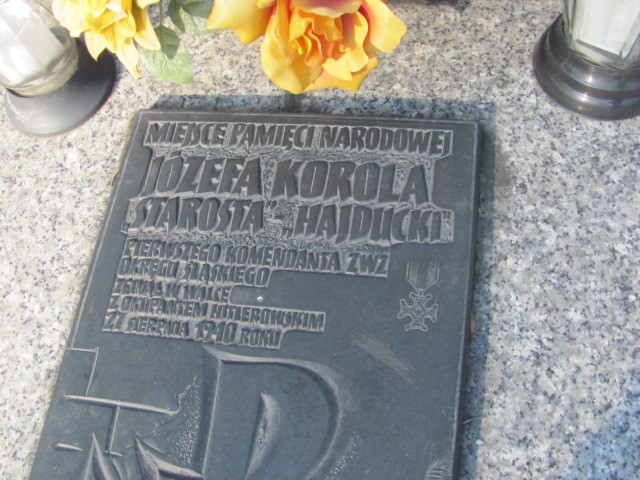 MIEJSCE PAMIĘCI NARODOWEJ
JÓZEFA KOROLA
„STAROSTA”-„HAJDUCKI”
PIERWSZEGO KOMENDANTA ZWZ
OKRĘGU ŚLĄSKIEGO
ZGINĄŁ W WALCE
Z OKUPANTEM HITLEROWSKIM
27 SIERPNIA 1940 ROKU